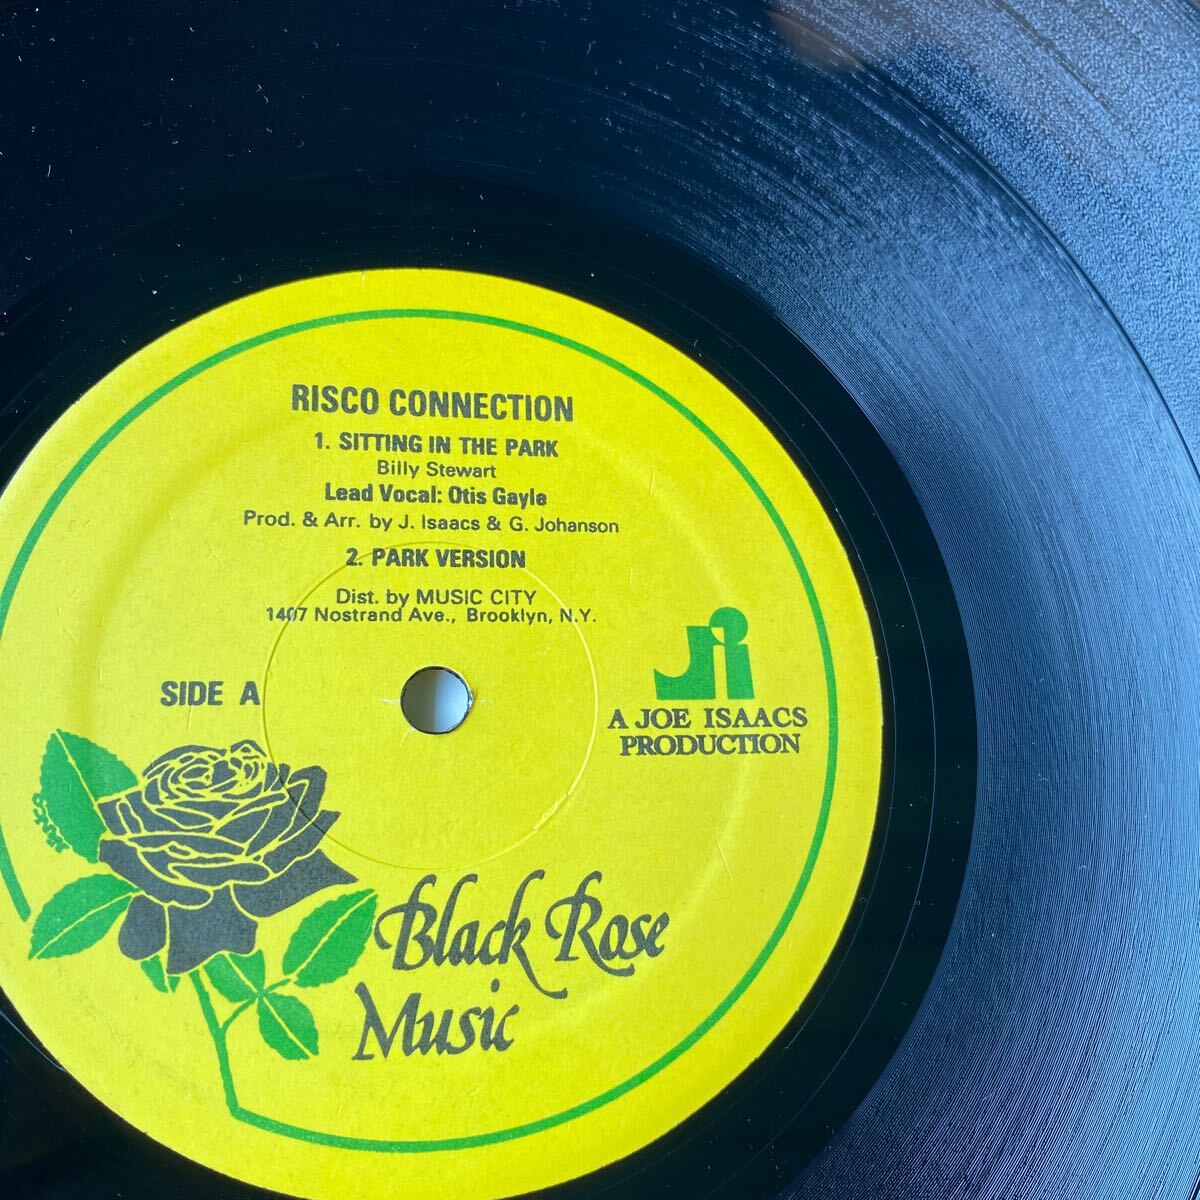 RISCO CONNECTION
1. SITTING IN THE PARK
Billy Stewart
Lead Vocal: Otis Gayle
Prod. & Arr. by J. Isaacs & G. Johanson
2. PARK VERSION
Dist. by MUSIC CITY
1407 Nostrand Ave., Brooklyn, N.Y.
SIDE A
Ji
A JOE ISAACS
PRODUCTION
Black Rose
Music